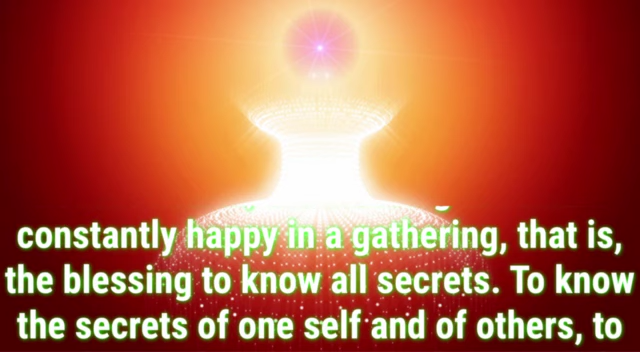 constantly happy in a gathering, that is,
the blessing to know all secrets. To know
the secrets of one self and of others, to